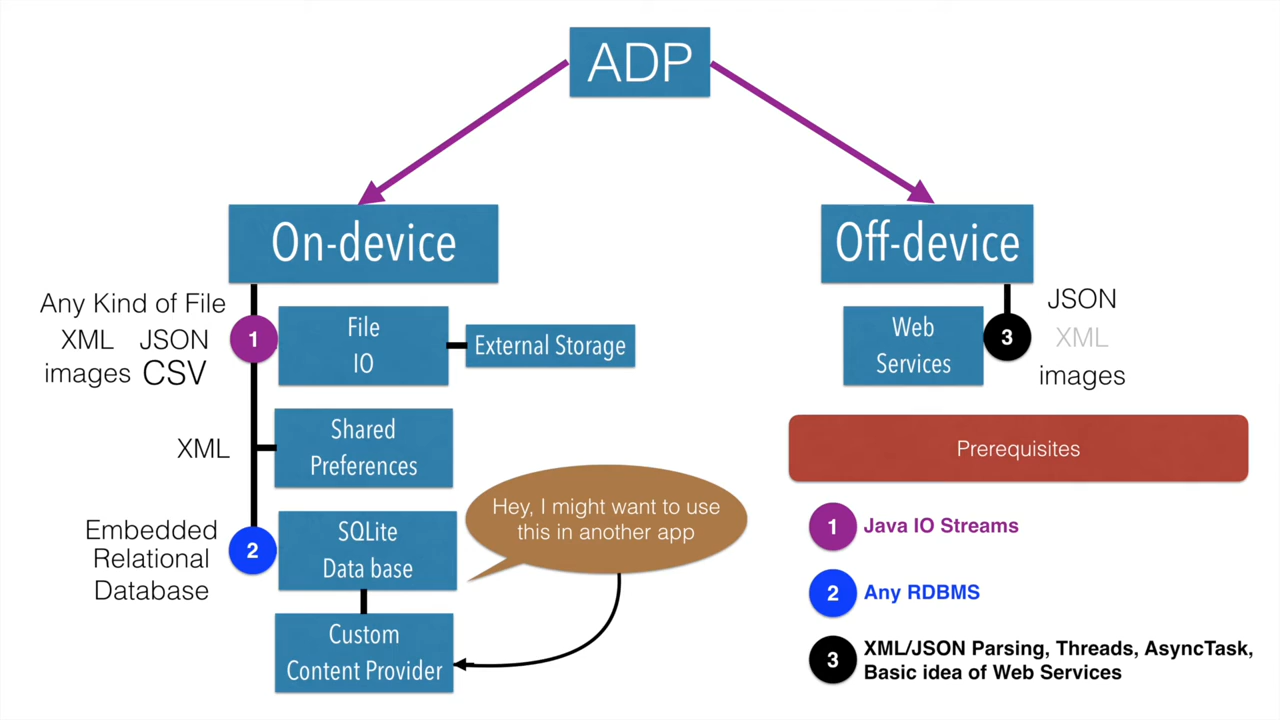 ADP
On-device
Off-device
Any Kind of File
XML JSON
images CSV
1
File
IO
External Storage
Web
Services
3
JSON
XML
images
XML
Shared
Preferences
Prerequisites
Embedded
Relational
Database
2
SQLite
Data base
Hey, I might want to use
this in another app
Custom
Content Provider
1 Java IO Streams
2 Any RDBMS
3 XML/JSON Parsing, Threads, AsyncTask,
Basic idea of Web Services